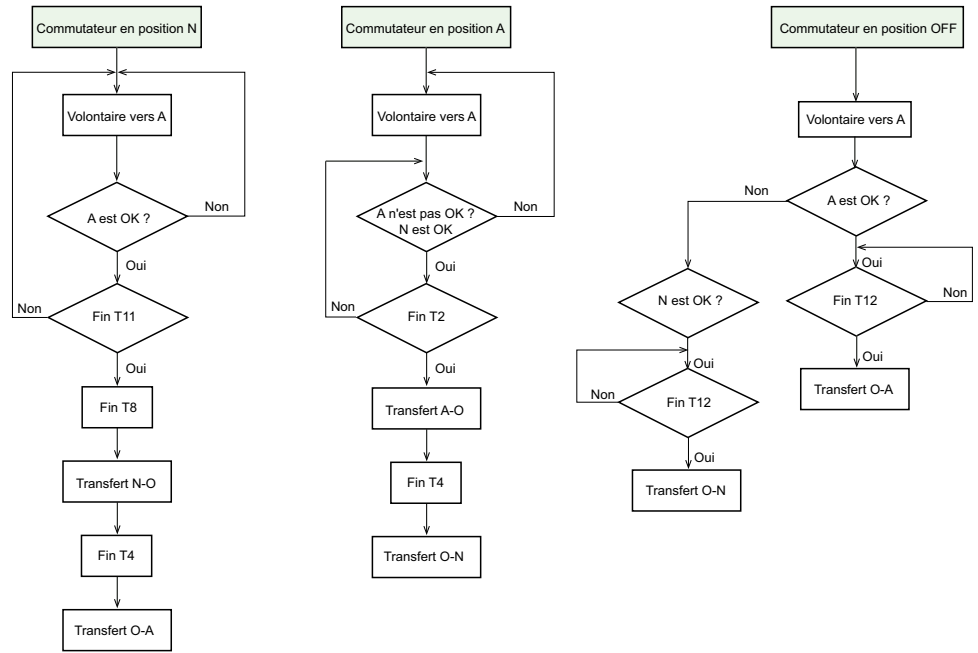 Commutateur en position N
Volontaire vers A
A est OK ?
Non
Oui
Non
Fin T11
Oui
Fin T8
Transfert N-O
Fin T4
Transfert O-A
Commutateur en position A
Volontaire vers A
A n'est pas OK ?
N est OK
Non
Oui
Non
Fin T2
Oui
Transfert A-O
Fin T4
Transfert O-N
Commutateur en position OFF
Volontaire vers A
Non
A est OK ?
Oui
Fin T12
Non
Oui
Transfert O-A
N est OK ?
Oui
Non
Fin T12
Oui
Transfert O-N